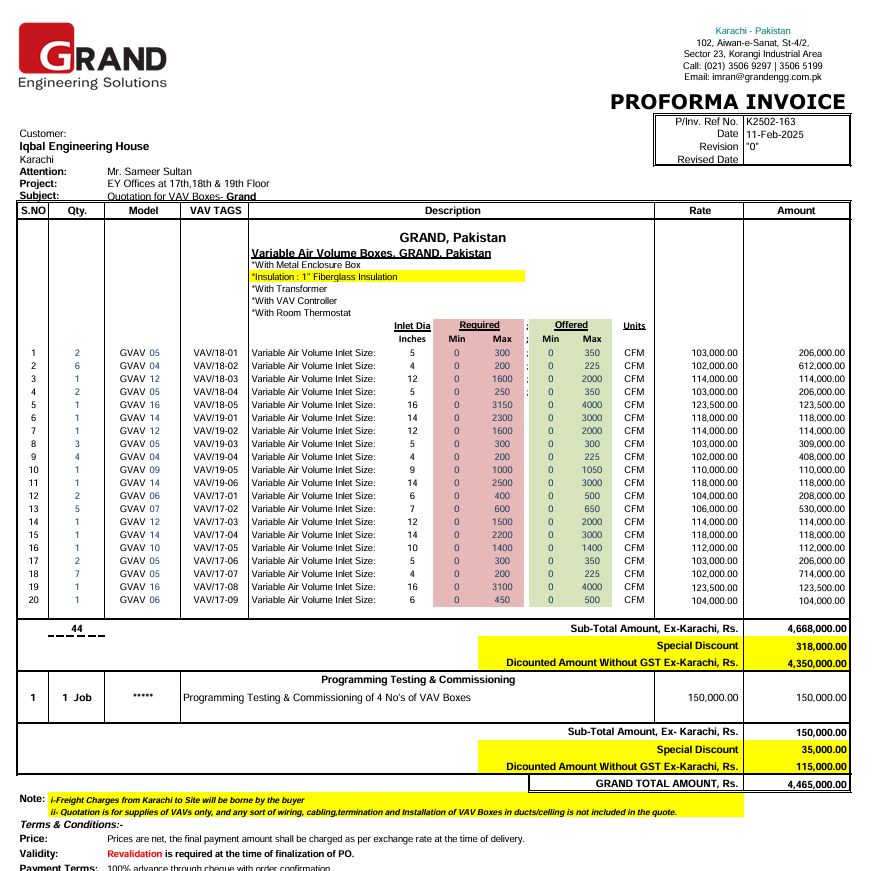 GRAND
Engineering Solutions
Karachi - Pakistan
102, Aiwan-e-Sanat, St-4/2,
Sector 23, Korangi Industrial Area
Call: (021) 3506 9297 | 3506 5199
Email: imran@grandengg.com.pk
PROFORMA INVOICE
P/Inv. Ref No. K2502-163
Date 11-Feb-2025
Revision "0"
Revised Date
Customer:
Iqbal Engineering House
Karachi
Attention: Mr. Sameer Sultan
Project: EY Offices at 17th,18th & 19th Floor
Subject: Quotation for VAV Boxes- Grand
S.NO Qty. Model VAV TAGS Description Rate Amount
GRAND, Pakistan
Variable Air Volume Boxes, GRAND, Pakistan
*With Metal Enclosure Box
*Insulation : 1" Fiberglass Insulation
*With Transformer
*With VAV Controller
*With Room Thermostat
Inlet Dia Required ; Offered Units
Inches Min Max ; Min Max
1 2 GVAV 05 VAV/18-01 Variable Air Volume Inlet Size: 5 0 300 ; 0 350 CFM 103,000.00 206,000.00
2 6 GVAV 04 VAV/18-02 Variable Air Volume Inlet Size: 4 0 200 ; 0 225 CFM 102,000.00 612,000.00
3 1 GVAV 12 VAV/18-03 Variable Air Volume Inlet Size: 12 0 1600 ; 0 2000 CFM 114,000.00 114,000.00
4 2 GVAV 05 VAV/18-04 Variable Air Volume Inlet Size: 5 0 250 ; 0 350 CFM 103,000.00 206,000.00
5 1 GVAV 16 VAV/18-05 Variable Air Volume Inlet Size: 16 0 3150 0 4000 CFM 123,500.00 123,500.00
6 1 GVAV 14 VAV/19-01 Variable Air Volume Inlet Size: 14 0 2300 0 3000 CFM 118,000.00 118,000.00
7 1 GVAV 12 VAV/19-02 Variable Air Volume Inlet Size: 12 0 1600 0 2000 CFM 114,000.00 114,000.00
8 3 GVAV 05 VAV/19-03 Variable Air Volume Inlet Size: 5 0 300 0 300 CFM 103,000.00 309,000.00
9 4 GVAV 04 VAV/19-04 Variable Air Volume Inlet Size: 4 0 200 0 225 CFM 102,000.00 408,000.00
10 1 GVAV 09 VAV/19-05 Variable Air Volume Inlet Size: 9 0 1000 0 1050 CFM 110,000.00 110,000.00
11 1 GVAV 14 VAV/19-06 Variable Air Volume Inlet Size: 14 0 2500 0 3000 CFM 118,000.00 118,000.00
12 2 GVAV 06 VAV/17-01 Variable Air Volume Inlet Size: 6 0 400 0 500 CFM 104,000.00 208,000.00
13 5 GVAV 07 VAV/17-02 Variable Air Volume Inlet Size: 7 0 600 0 650 CFM 106,000.00 530,000.00
14 1 GVAV 12 VAV/17-03 Variable Air Volume Inlet Size: 12 0 1500 0 2000 CFM 114,000.00 114,000.00
15 1 GVAV 14 VAV/17-04 Variable Air Volume Inlet Size: 14 0 2200 0 3000 CFM 118,000.00 118,000.00
16 1 GVAV 10 VAV/17-05 Variable Air Volume Inlet Size: 10 0 1400 0 1400 CFM 112,000.00 112,000.00
17 2 GVAV 05 VAV/17-06 Variable Air Volume Inlet Size: 5 0 300 0 350 CFM 103,000.00 206,000.00
18 7 GVAV 05 VAV/17-07 Variable Air Volume Inlet Size: 4 0 200 0 225 CFM 102,000.00 714,000.00
19 1 GVAV 16 VAV/17-08 Variable Air Volume Inlet Size: 16 0 3100 0 4000 CFM 123,500.00 123,500.00
20 1 GVAV 06 VAV/17-09 Variable Air Volume Inlet Size: 6 0 450 0 500 CFM 104,000.00 104,000.00
44 Sub-Total Amount, Ex-Karachi, Rs. 4,668,000.00
Special Discount 318,000.00
Dicounted Amount Without GST Ex-Karachi, Rs. 4,350,000.00
Programming Testing & Commissioning
1 1 Job ***** Programming Testing & Commissioning of 4 No's of VAV Boxes 150,000.00 150,000.00
Sub-Total Amount, Ex- Karachi, Rs. 150,000.00
Special Discount 35,000.00
Dicounted Amount Without GST Ex-Karachi, Rs. 115,000.00
GRAND TOTAL AMOUNT, Rs. 4,465,000.00
Note: i-Freight Charges from Karachi to Site will be borne by the buyer
ii- Quotation is for supplies of VAVs only, and any sort of wiring, cabling,termination and Installation of VAV Boxes in ducts/celling is not included in the quote.
Terms & Conditions:-
Price: Prices are net, the final payment amount shall be charged as per exchange rate at the time of delivery.
Validity: Revalidation is required at the time of finalization of PO.
Payment Terms: 100% advance through cheque with order confirmation